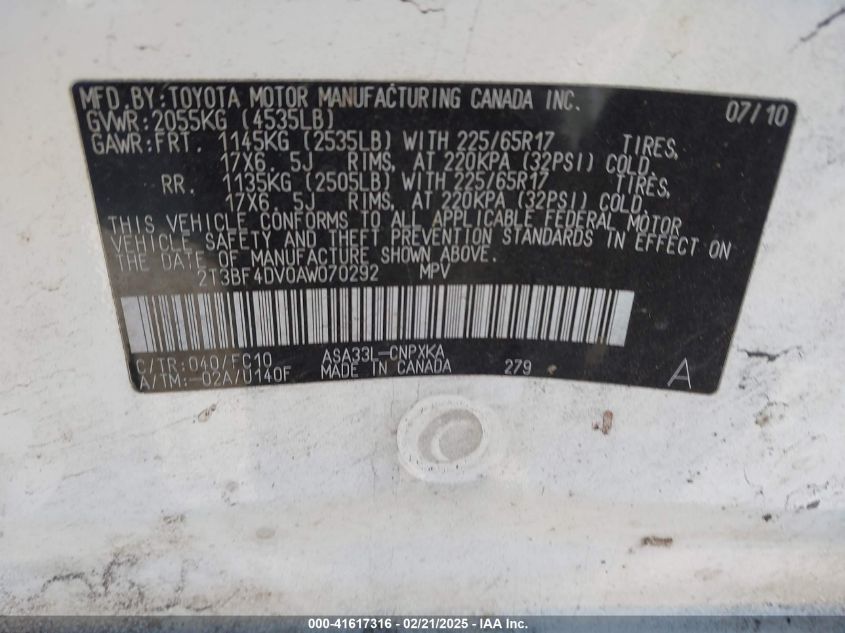 MFD.BY:TOYOTA MOTOR MANUFACTURING CANADA INC. 07/10
GVWR:2055KG (4535LB)
GAWR:FRT. 1145KG (2535LB) WITH 225/65R17 TIRES,
17X6. 5J RIMS, AT 220KPA (32PSI) COLD.
RR. 1135KG (2505LB) WITH 225/65R17 TIRES,
17X6. 5J RIMS, AT 220KPA (32PSI) COLD.
THIS VEHICLE CONFORMS TO ALL APPLICABLE FEDERAL MOTOR
VEHICLE SAFETY AND THEFT PREVENTION STANDARDS IN EFFECT ON
THE DATE OF MANUFACTURE SHOWN ABOVE.
2T3BF4DV0AW070292 MPV
C/TR:040/FC10 ASA33L-CNPXKA
A/TM:-02A/U140F MADE IN CANADA 279 A
000-41617316 - 02/21/2025 - IAA Inc.